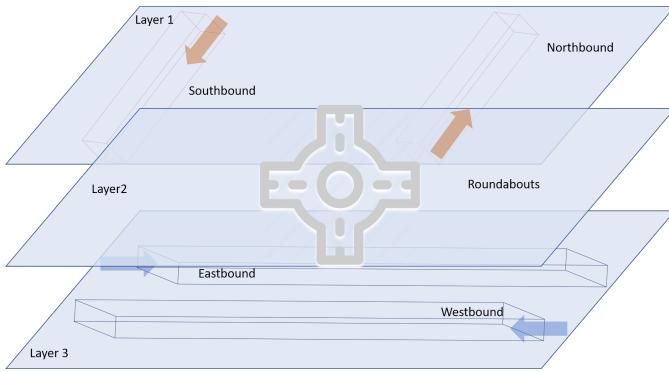 Layer 1
Northbound
Southbound
Layer2
Roundabouts
Eastbound
Westbound
Layer 3